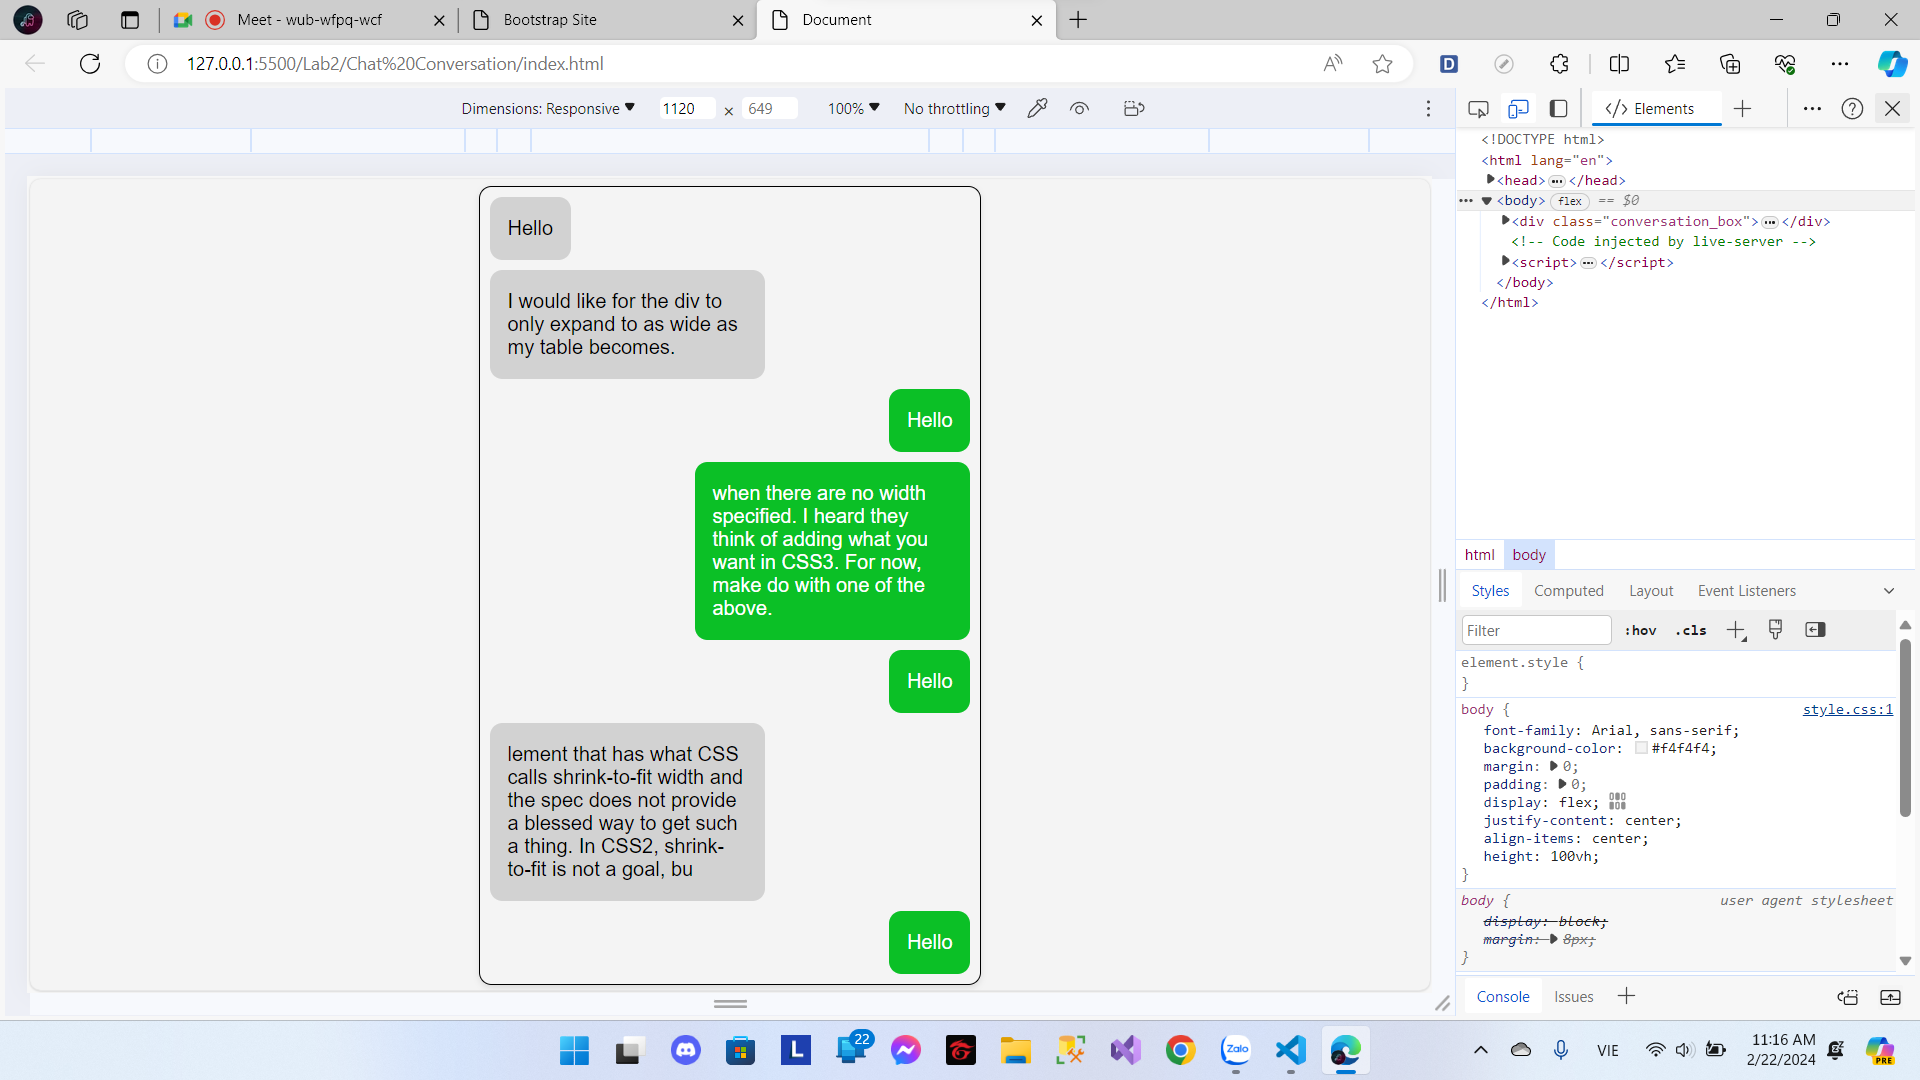 Meet - wub-wfpq-wcf
Bootstrap Site
Document
127.0.0.1:5500/Lab2/Chat%20Conversation/index.html
Dimensions: Responsive 1120 × 649 100% No throttling
Elements
<!DOCTYPE html>
<html lang="en">
<head> ··· </head>
··· <body> flex == $0
<div class="conversation_box"> ··· </div>
<!-- Code injected by live-server -->
<script> ··· </script>
</body>
</html>
Hello
I would like for the div to
only expand to as wide as
my table becomes.
Hello
when there are no width
specified. I heard they
think of adding what you
want in CSS3. For now,
make do with one of the
above.
Hello
lement that has what CSS
calls shrink-to-fit width and
the spec does not provide
a blessed way to get such
a thing. In CSS2, shrink-
to-fit is not a goal, bu
Hello
html body
Styles Computed Layout Event Listeners
Filter :hov .cls
element.style {
}
body { style.css:1
font-family: Arial, sans-serif;
background-color: #f4f4f4;
margin: 0;
padding: 0;
display: flex;
justify-content: center;
align-items: center;
height: 100vh;
}
body { user agent stylesheet
display: block;
margin: 8px;
}
Console Issues
22
L
Zalo
VIE
11:16 AM
2/22/2024
PRE